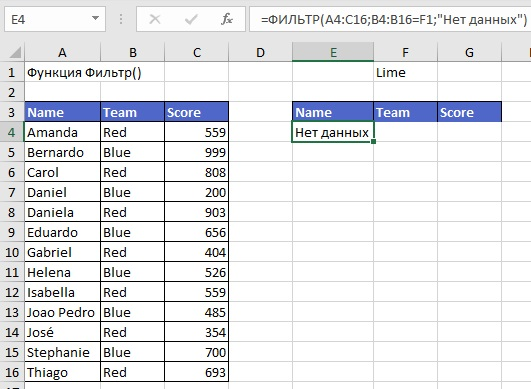 E4 =ФИЛЬТР(A4:C16;B4:B16=F1;"Нет данных")
A B C D E F G
1 Функция Фильтр() Lime
2
3 Name Team Score Name Team Score
4 Amanda Red 559 Нет данных
5 Bernardo Blue 999
6 Carol Red 808
7 Daniel Blue 200
8 Daniela Red 903
9 Eduardo Blue 656
10 Gabriel Red 404
11 Helena Blue 526
12 Isabella Red 559
13 Joao Pedro Blue 485
14 José Red 354
15 Stephanie Blue 700
16 Thiago Red 693